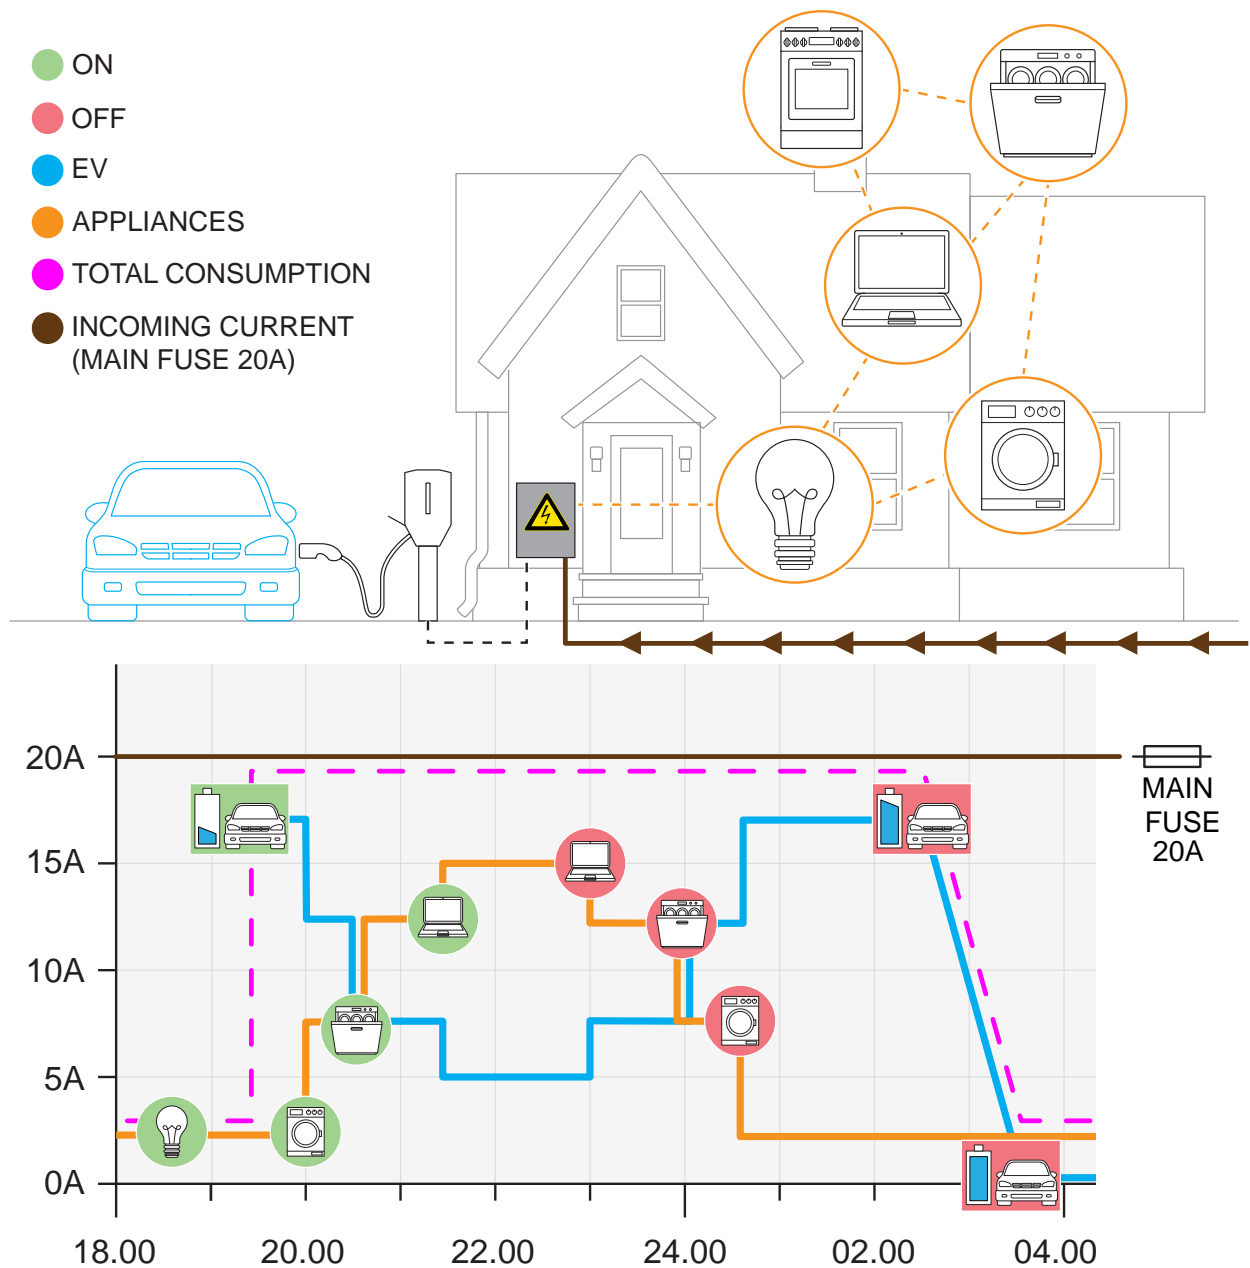 ON
OFF
EV
APPLIANCES
TOTAL CONSUMPTION
INCOMING CURRENT
(MAIN FUSE 20A)
20A
15A
10A
5A
0A
MAIN
FUSE
20A
18.00
20.00
22.00
24.00
02.00
04.00